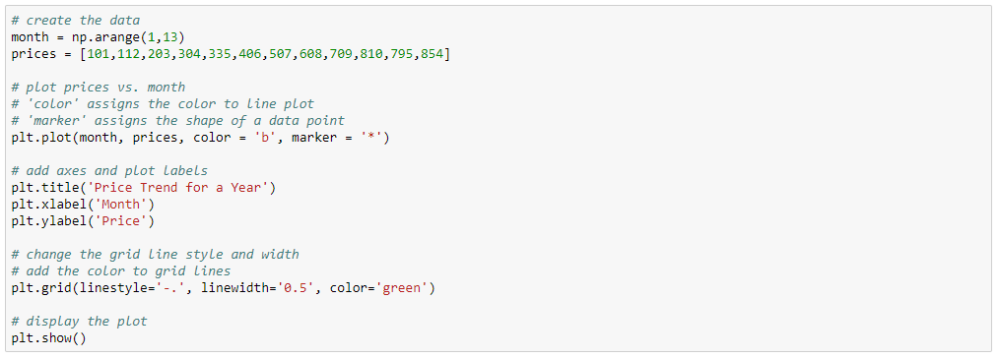 # create the data
month = np.arange(1,13)
prices = [101,112,203,304,335,406,507,608,709,810,795,854]
# plot prices vs. month
# 'color' assigns the color to line plot
# 'marker' assigns the shape of a data point
plt.plot(month, prices, color = 'b', marker = '*')
# add axes and plot labels
plt.title('Price Trend for a Year')
plt.xlabel('Month')
plt.ylabel('Price')
# change the grid line style and width
# add the color to grid lines
plt.grid(linestyle='-.', linewidth='0.5', color='green')
# display the plot
plt.show()